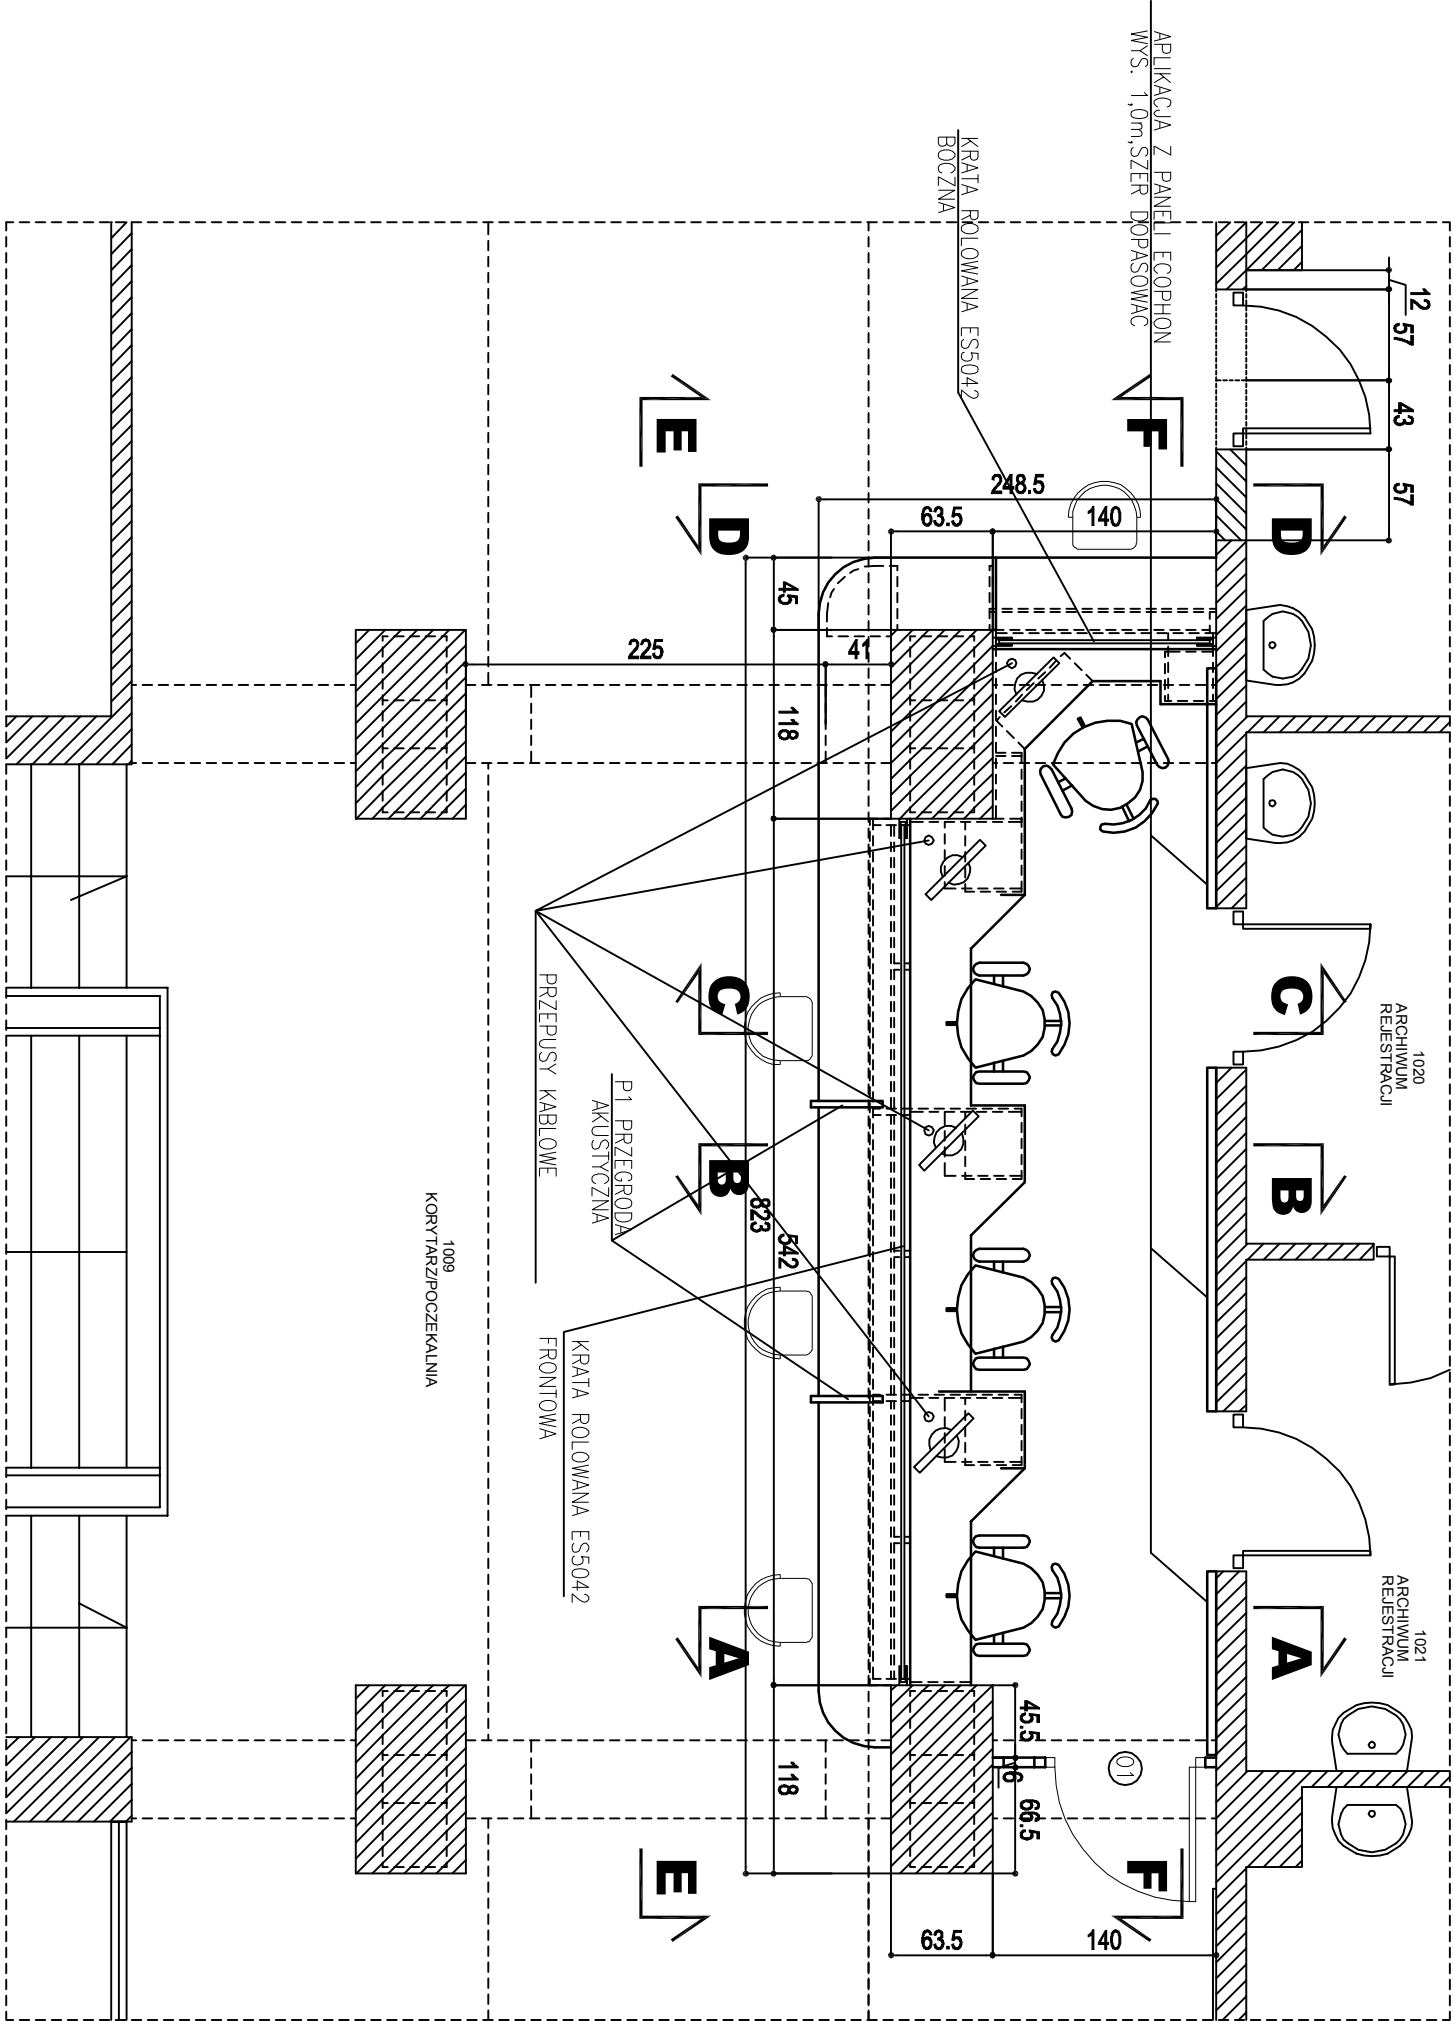 APLIKACJA Z PANELI ECOPHON
WYS. 1,0m,SZER DOPASOWAC
KRATA ROLOWANA ES5042
BOCZNA
12
57
43
57
E
F
D
D
248.5
63.5
140
45
225
41
118
C
C
1020
ARCHIWUM
REJESTRACJI
PRZEPUSY KABLOWE
P1 PRZEGRODA
AKUSTYCZNA
B
B
823
542
1009
KORYTARZ/POCZEKALNIA
KRATA ROLOWANA ES5042
FRONTOWA
A
A
1021
ARCHIWUM
REJESTRACJI
45.5
6
66.5
118
01
E
F
63.5
140